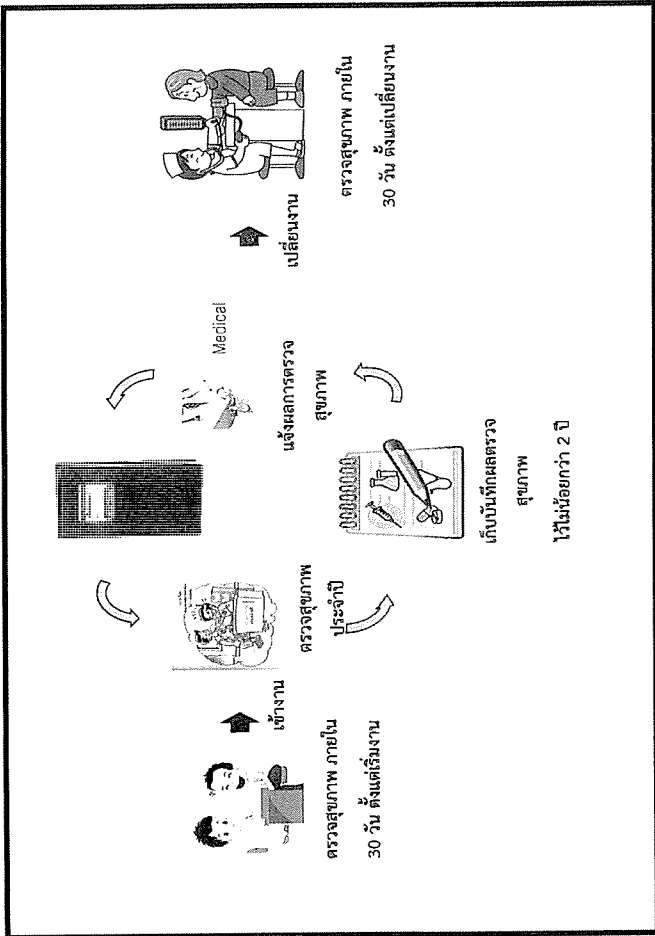 ตรวจสุขภาพ ภายใน
30 วัน ตั้งแต่เริ่มงาน
เข้างาน
ตรวจสุขภาพ
ประจำปี
เก็บบันทึกผลตรวจ
สุขภาพ
ไว้ไม่น้อยกว่า 2 ปี
แจ้งผลการตรวจ
สุขภาพ
Medical
เปลี่ยนงาน
ตรวจสุขภาพ ภายใน
30 วัน ตั้งแต่เปลี่ยนงาน